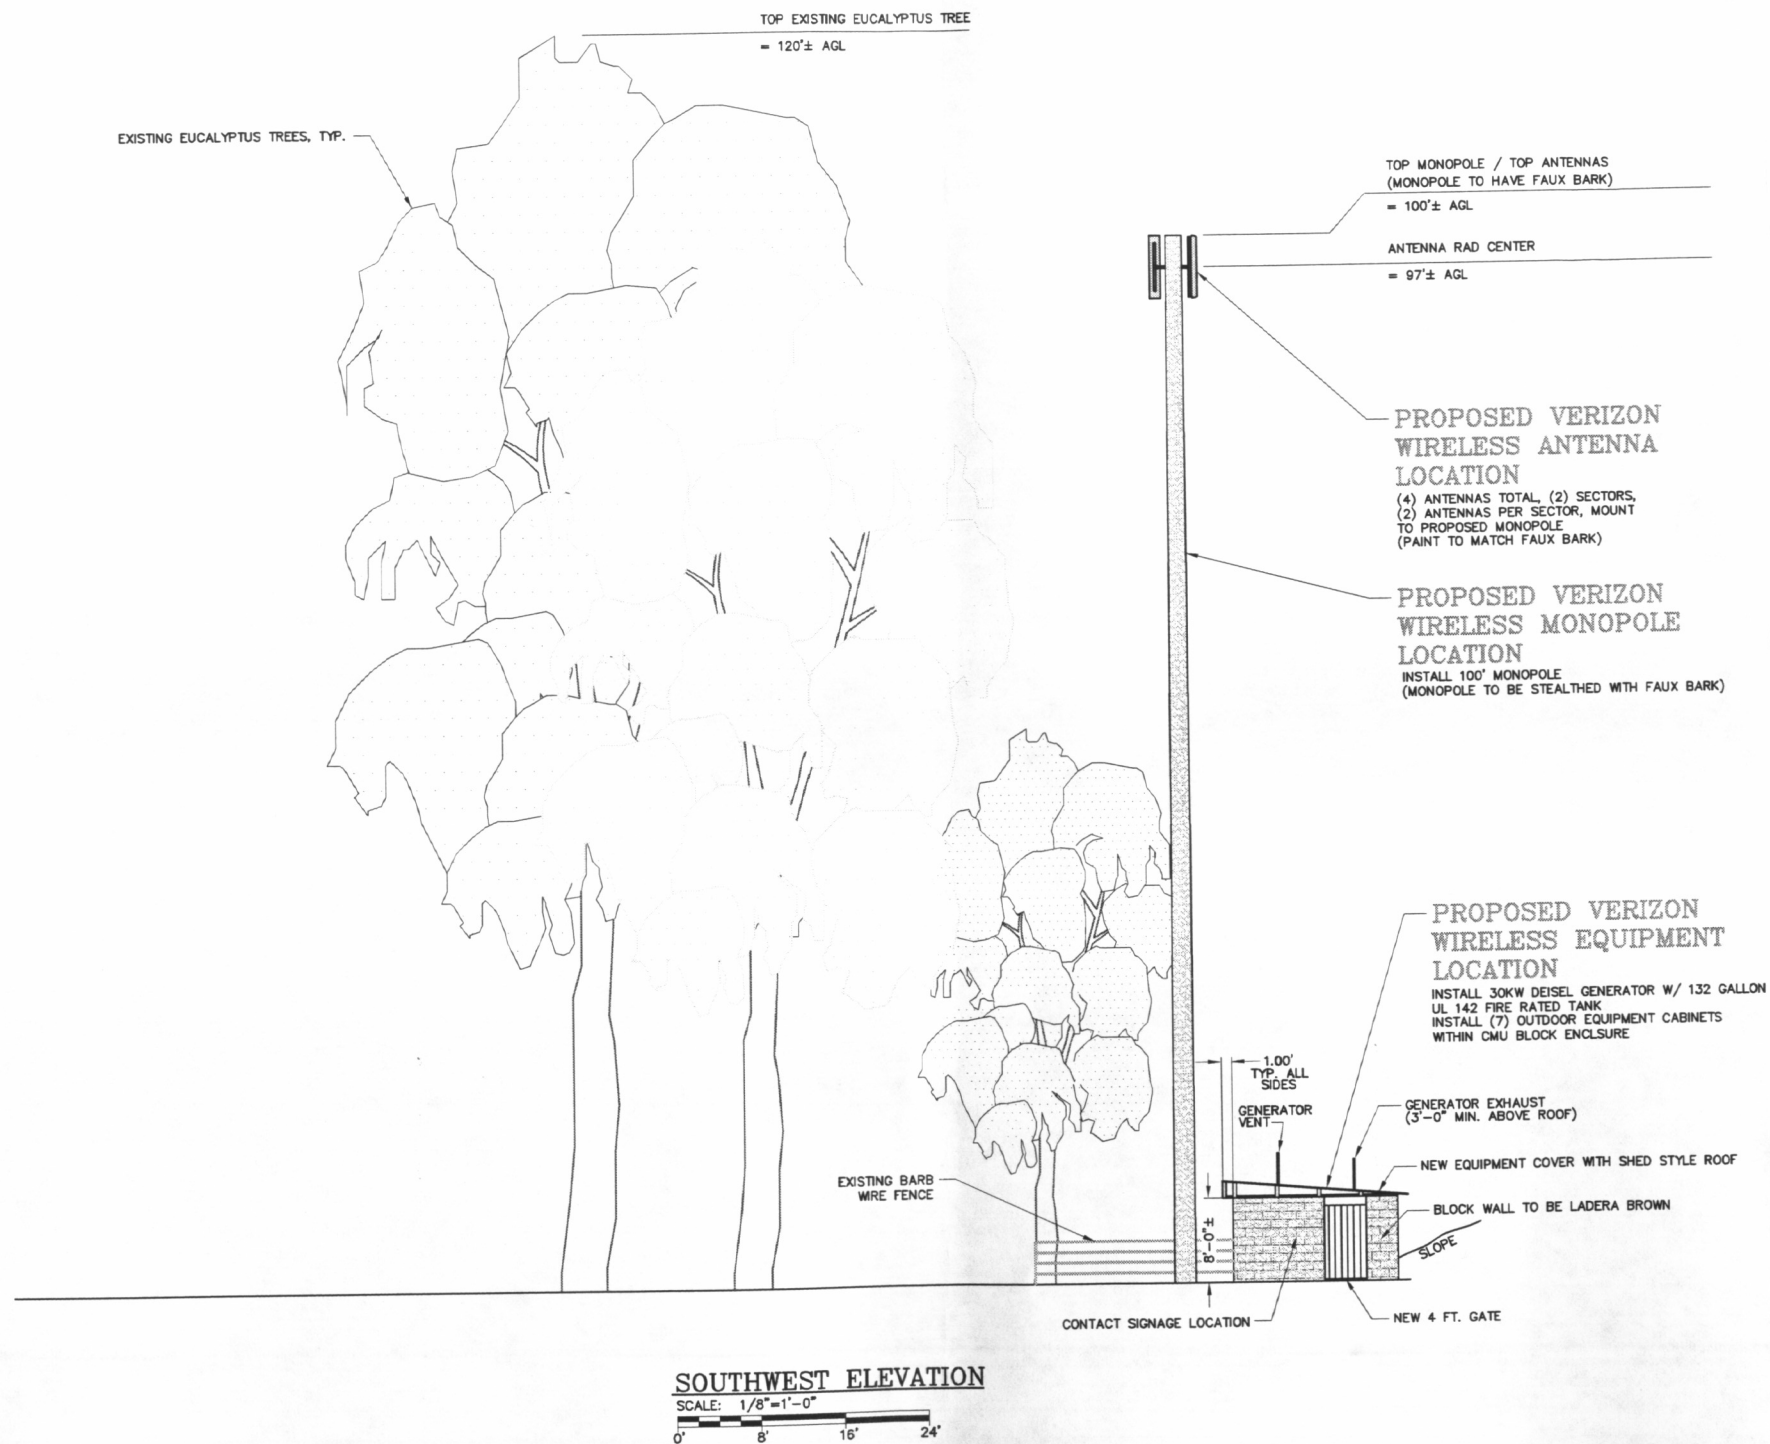 TOP EXISTING EUCALYPTUS TREE
= 120'± AGL
EXISTING EUCALYPTUS TREES, TYP.
TOP MONOPOLE / TOP ANTENNAS
(MONOPOLE TO HAVE FAUX BARK)
= 100'± AGL
ANTENNA RAD CENTER
= 97'± AGL
PROPOSED VERIZON
WIRELESS ANTENNA
LOCATION
(4) ANTENNAS TOTAL, (2) SECTORS,
(2) ANTENNAS PER SECTOR, MOUNT
TO PROPOSED MONOPOLE
(PAINT TO MATCH FAUX BARK)
PROPOSED VERIZON
WIRELESS MONOPOLE
LOCATION
INSTALL 100' MONOPOLE
(MONOPOLE TO BE STEALTHED WITH FAUX BARK)
PROPOSED VERIZON
WIRELESS EQUIPMENT
LOCATION
INSTALL 30KW DEISEL GENERATOR W/ 132 GALLON
UL 142 FIRE RATED TANK
INSTALL (7) OUTDOOR EQUIPMENT CABINETS
WITHIN CMU BLOCK ENCLSURE
1.00'
TYP. ALL
SIDES
GENERATOR
VENT
GENERATOR EXHAUST
(3'-0" MIN. ABOVE ROOF)
NEW EQUIPMENT COVER WITH SHED STYLE ROOF
EXISTING BARB
WIRE FENCE
BLOCK WALL TO BE LADERA BROWN
8'-0"±
SLOPE
CONTACT SIGNAGE LOCATION
NEW 4 FT. GATE
SOUTHWEST ELEVATION
SCALE: 1/8"=1'-0"
0' 8' 16' 24'